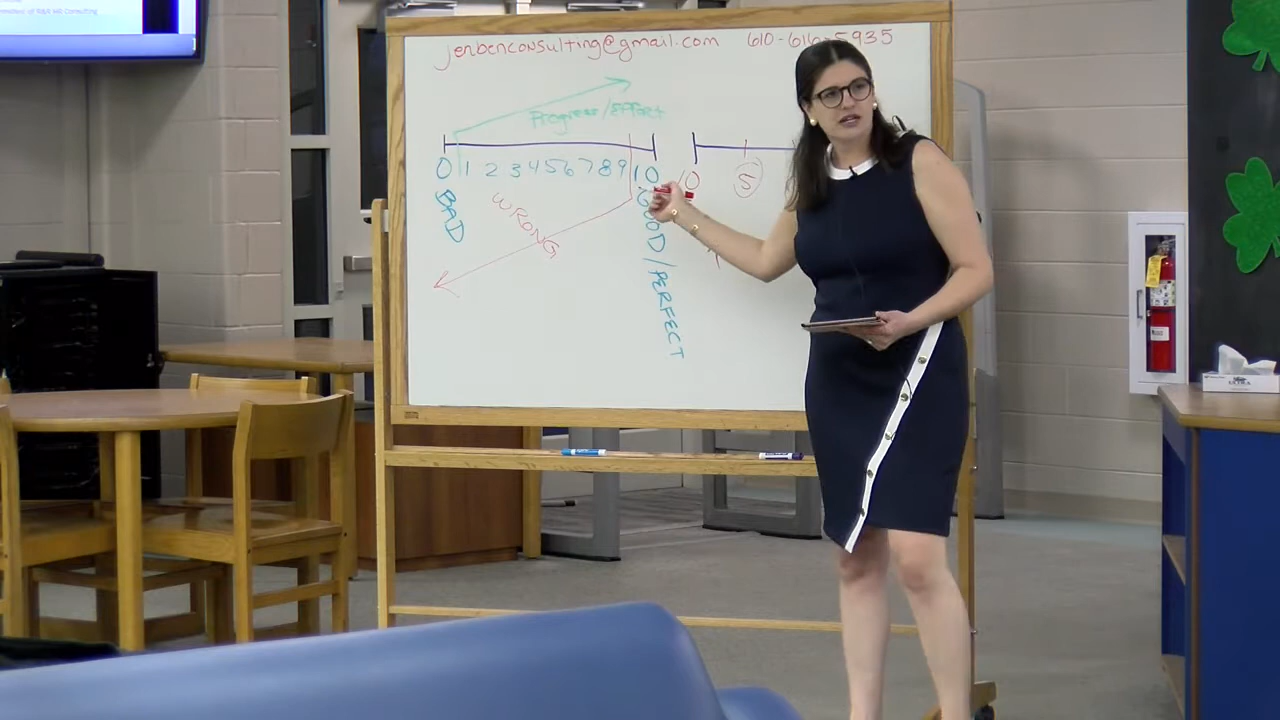 jenbenconsulting@gmail.com 610-616-5935
Progress/Effort
0 1 2 3 4 5 6 7 8 9 10
10 5
BAD
WRONG
GOOD/PERFECT